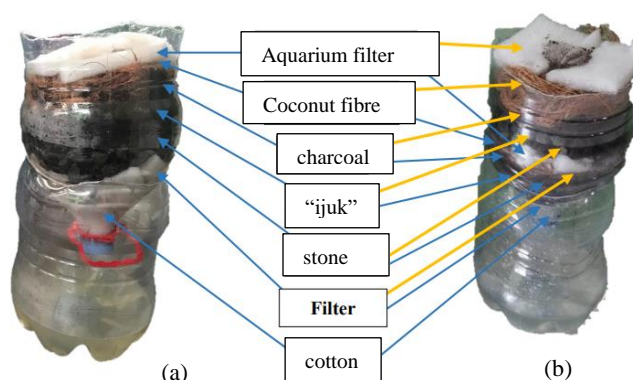 Aquarium filter
Coconut fibre
charcoal
“ijuk”
stone
Filter
cotton
(a)
(b)